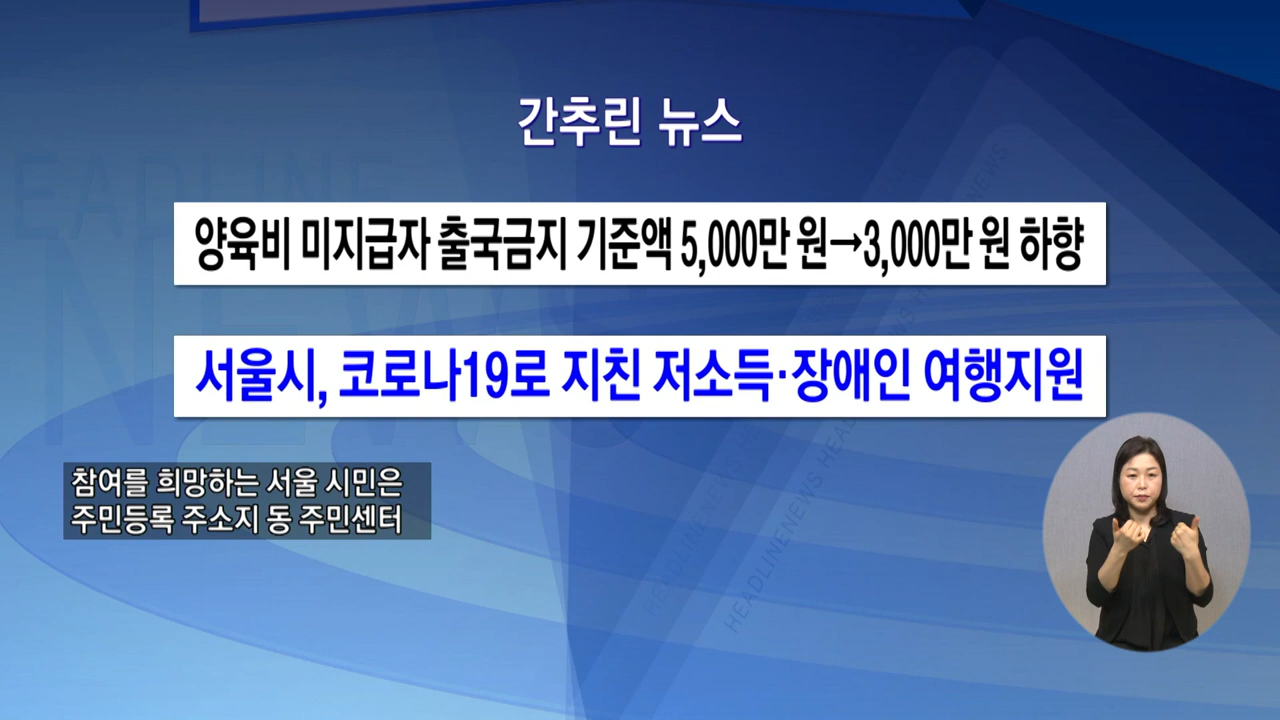 간추린 뉴스
양육비 미지급자 출국금지 기준액 5,000만 원→3,000만 원 하향
서울시, 코로나19로 지친 저소득·장애인 여행지원
참여를 희망하는 서울 시민은
주민등록 주소지 동 주민센터
HEADLINENEWS HEADLINENEWS